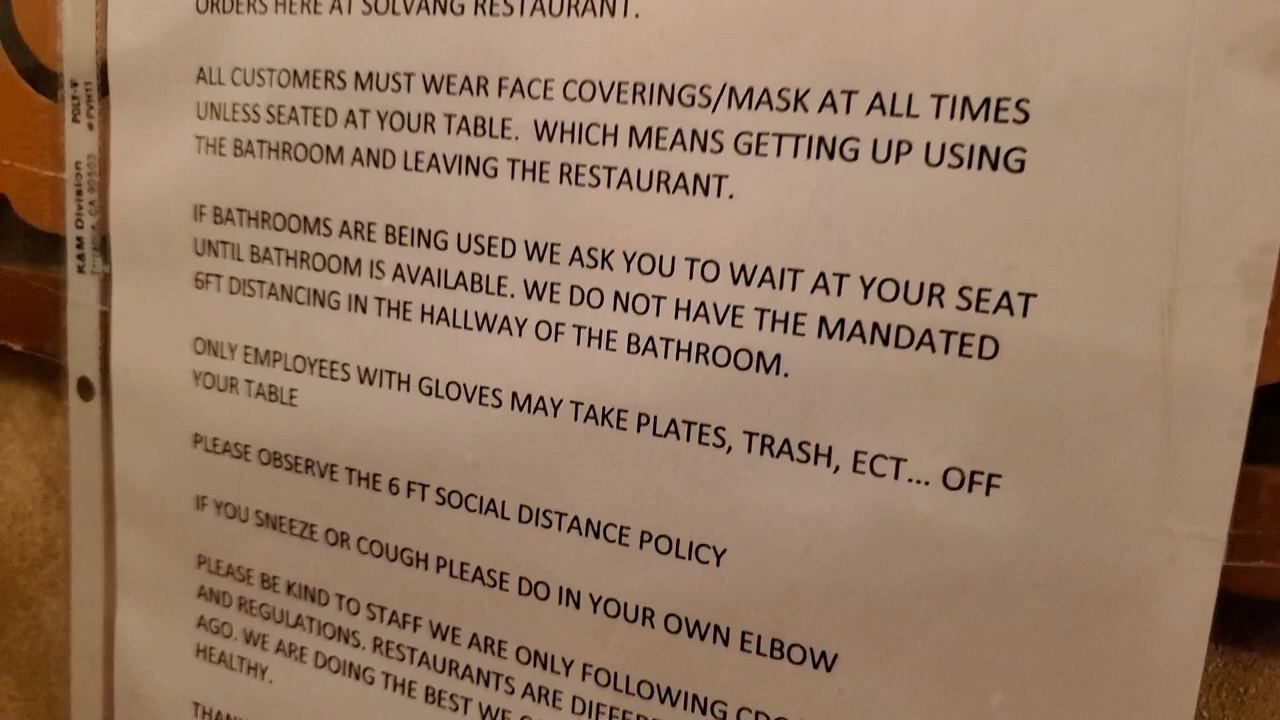 ORDERS HERE AT SOLVANG RESTAURANT.
ALL CUSTOMERS MUST WEAR FACE COVERINGS/MASK AT ALL TIMES
UNLESS SEATED AT YOUR TABLE. WHICH MEANS GETTING UP USING
THE BATHROOM AND LEAVING THE RESTAURANT.
IF BATHROOMS ARE BEING USED WE ASK YOU TO WAIT AT YOUR SEAT
UNTIL BATHROOM IS AVAILABLE. WE DO NOT HAVE THE MANDATED
6FT DISTANCING IN THE HALLWAY OF THE BATHROOM.
ONLY EMPLOYEES WITH GLOVES MAY TAKE PLATES, TRASH, ECT... OFF
YOUR TABLE
PLEASE OBSERVE THE 6 FT SOCIAL DISTANCE POLICY
IF YOU SNEEZE OR COUGH PLEASE DO IN YOUR OWN ELBOW
PLEASE BE KIND TO STAFF WE ARE ONLY FOLLOWING
AND REGULATIONS. RESTAURANTS ARE
AGO. WE ARE DOING THE BEST WE
HEALTHY.
K&M Division POLY-V
CA 90503 #PVH11